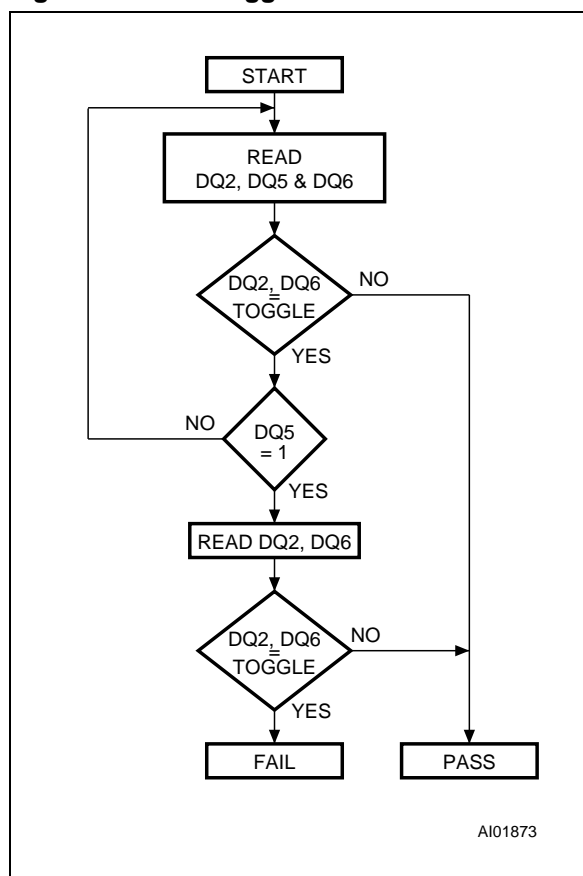 START
READ
DQ2, DQ5 & DQ6
DQ2, DQ6
=
TOGGLE
NO
YES
NO
DQ5
= 1
YES
READ DQ2, DQ6
DQ2, DQ6
=
TOGGLE
NO
YES
FAIL
PASS
AI01873